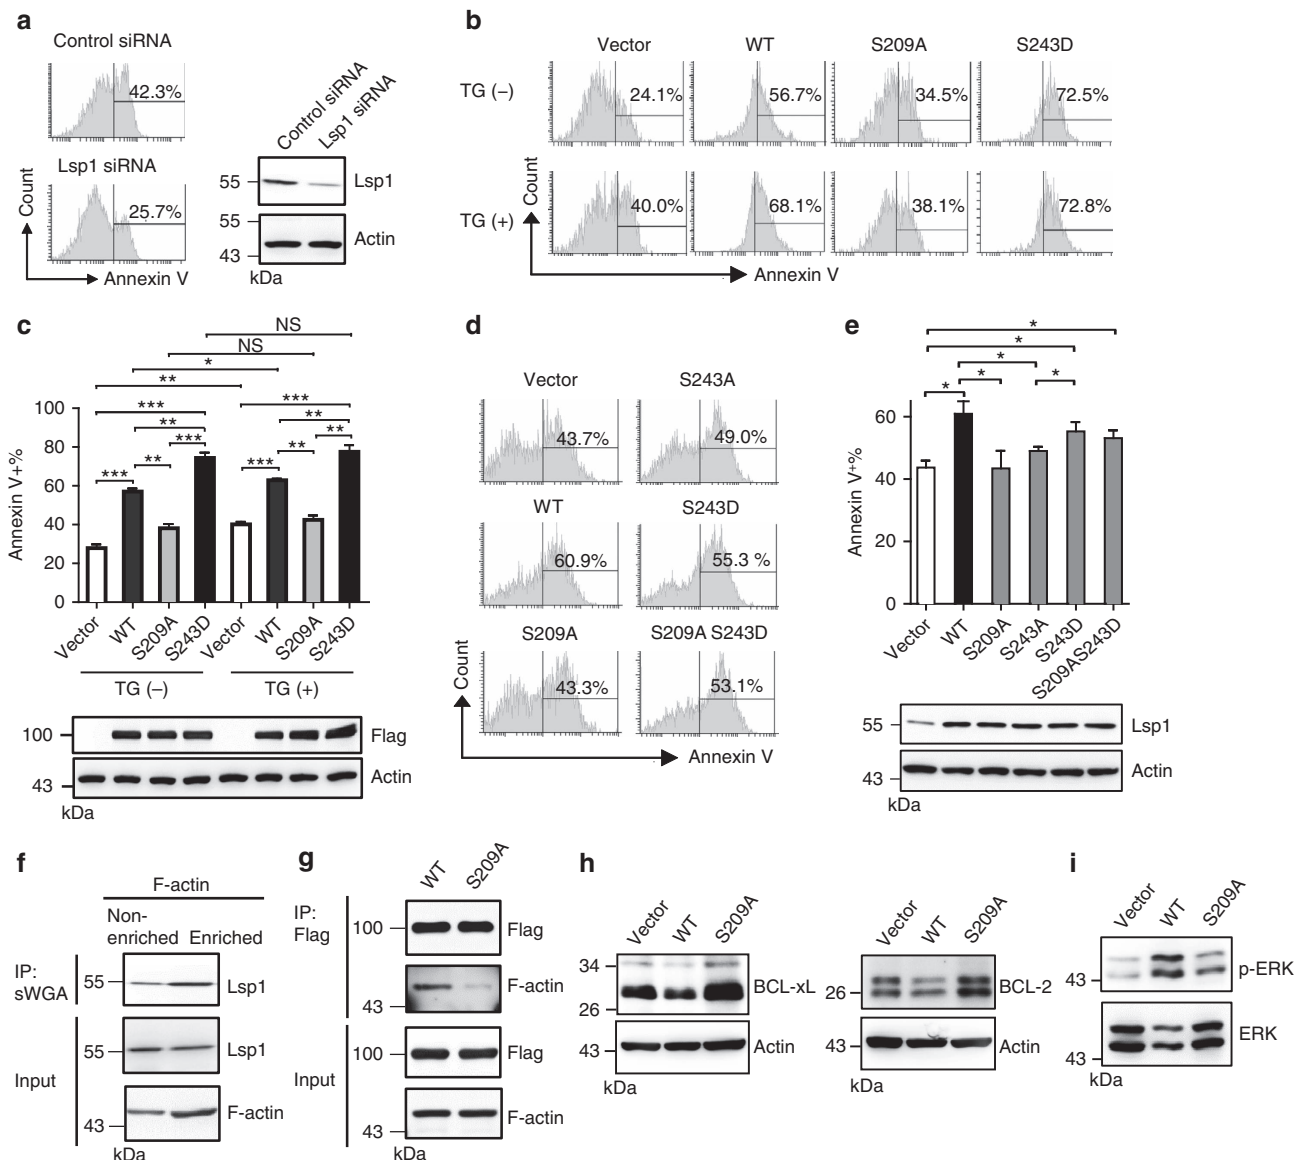 a
Control siRNA
42.3%
Lsp1 siRNA
25.7%
Count
Annexin V
Control siRNA
Lsp1 siRNA
55
Lsp1
55
Actin
43
kDa
b
Vector WT S209A S243D
TG (–)
24.1% 56.7% 34.5% 72.5%
TG (+)
40.0% 68.1% 38.1% 72.8%
Count
Annexin V
c
NS
NS
*
**
*** ***
** **
*** **
** **
*** ***
Annexin V+%
100
80
60
40
20
0
Vector WT S209A S243D Vector WT S209A S243D
TG (–) TG (+)
100
Flag
Actin
43
kDa
d
Vector S243A
43.7% 49.0%
WT S243D
60.9% 55.3 %
S209A S209A S243D
43.3% 53.1%
Count
Annexin V
e
*
*
*
* * *
Annexin V+%
60
40
20
0
Vector WT S209A S243A S243D S209AS243D
55
Lsp1
43
Actin
kDa
f
F-actin
Non-
enriched Enriched
IP:
sWGA
55
Lsp1
Input
55
Lsp1
F-actin
43
kDa
g
WT S209A
IP:
Flag
100
Flag
F-actin
43
Input
100
Flag
F-actin
43
kDa
h
Vector WT S209A
34
BCL-xL
26
43
Actin
kDa
Vector WT S209A
26
BCL-2
43
Actin
kDa
i
Vector WT S209A
43
p-ERK
ERK
43
kDa